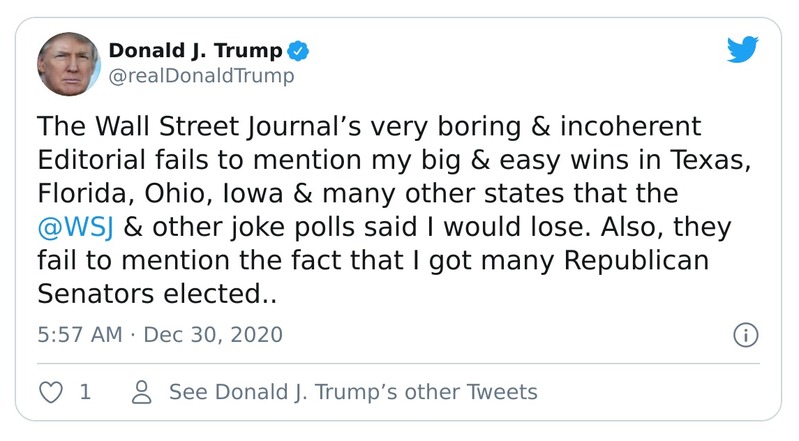 Donald J. Trump
@realDonaldTrump
The Wall Street Journal’s very boring & incoherent
Editorial fails to mention my big & easy wins in Texas,
Florida, Ohio, Iowa & many other states that the
@WSJ & other joke polls said I would lose. Also, they
fail to mention the fact that I got many Republican
Senators elected..
5:57 AM · Dec 30, 2020
1 See Donald J. Trump’s other Tweets